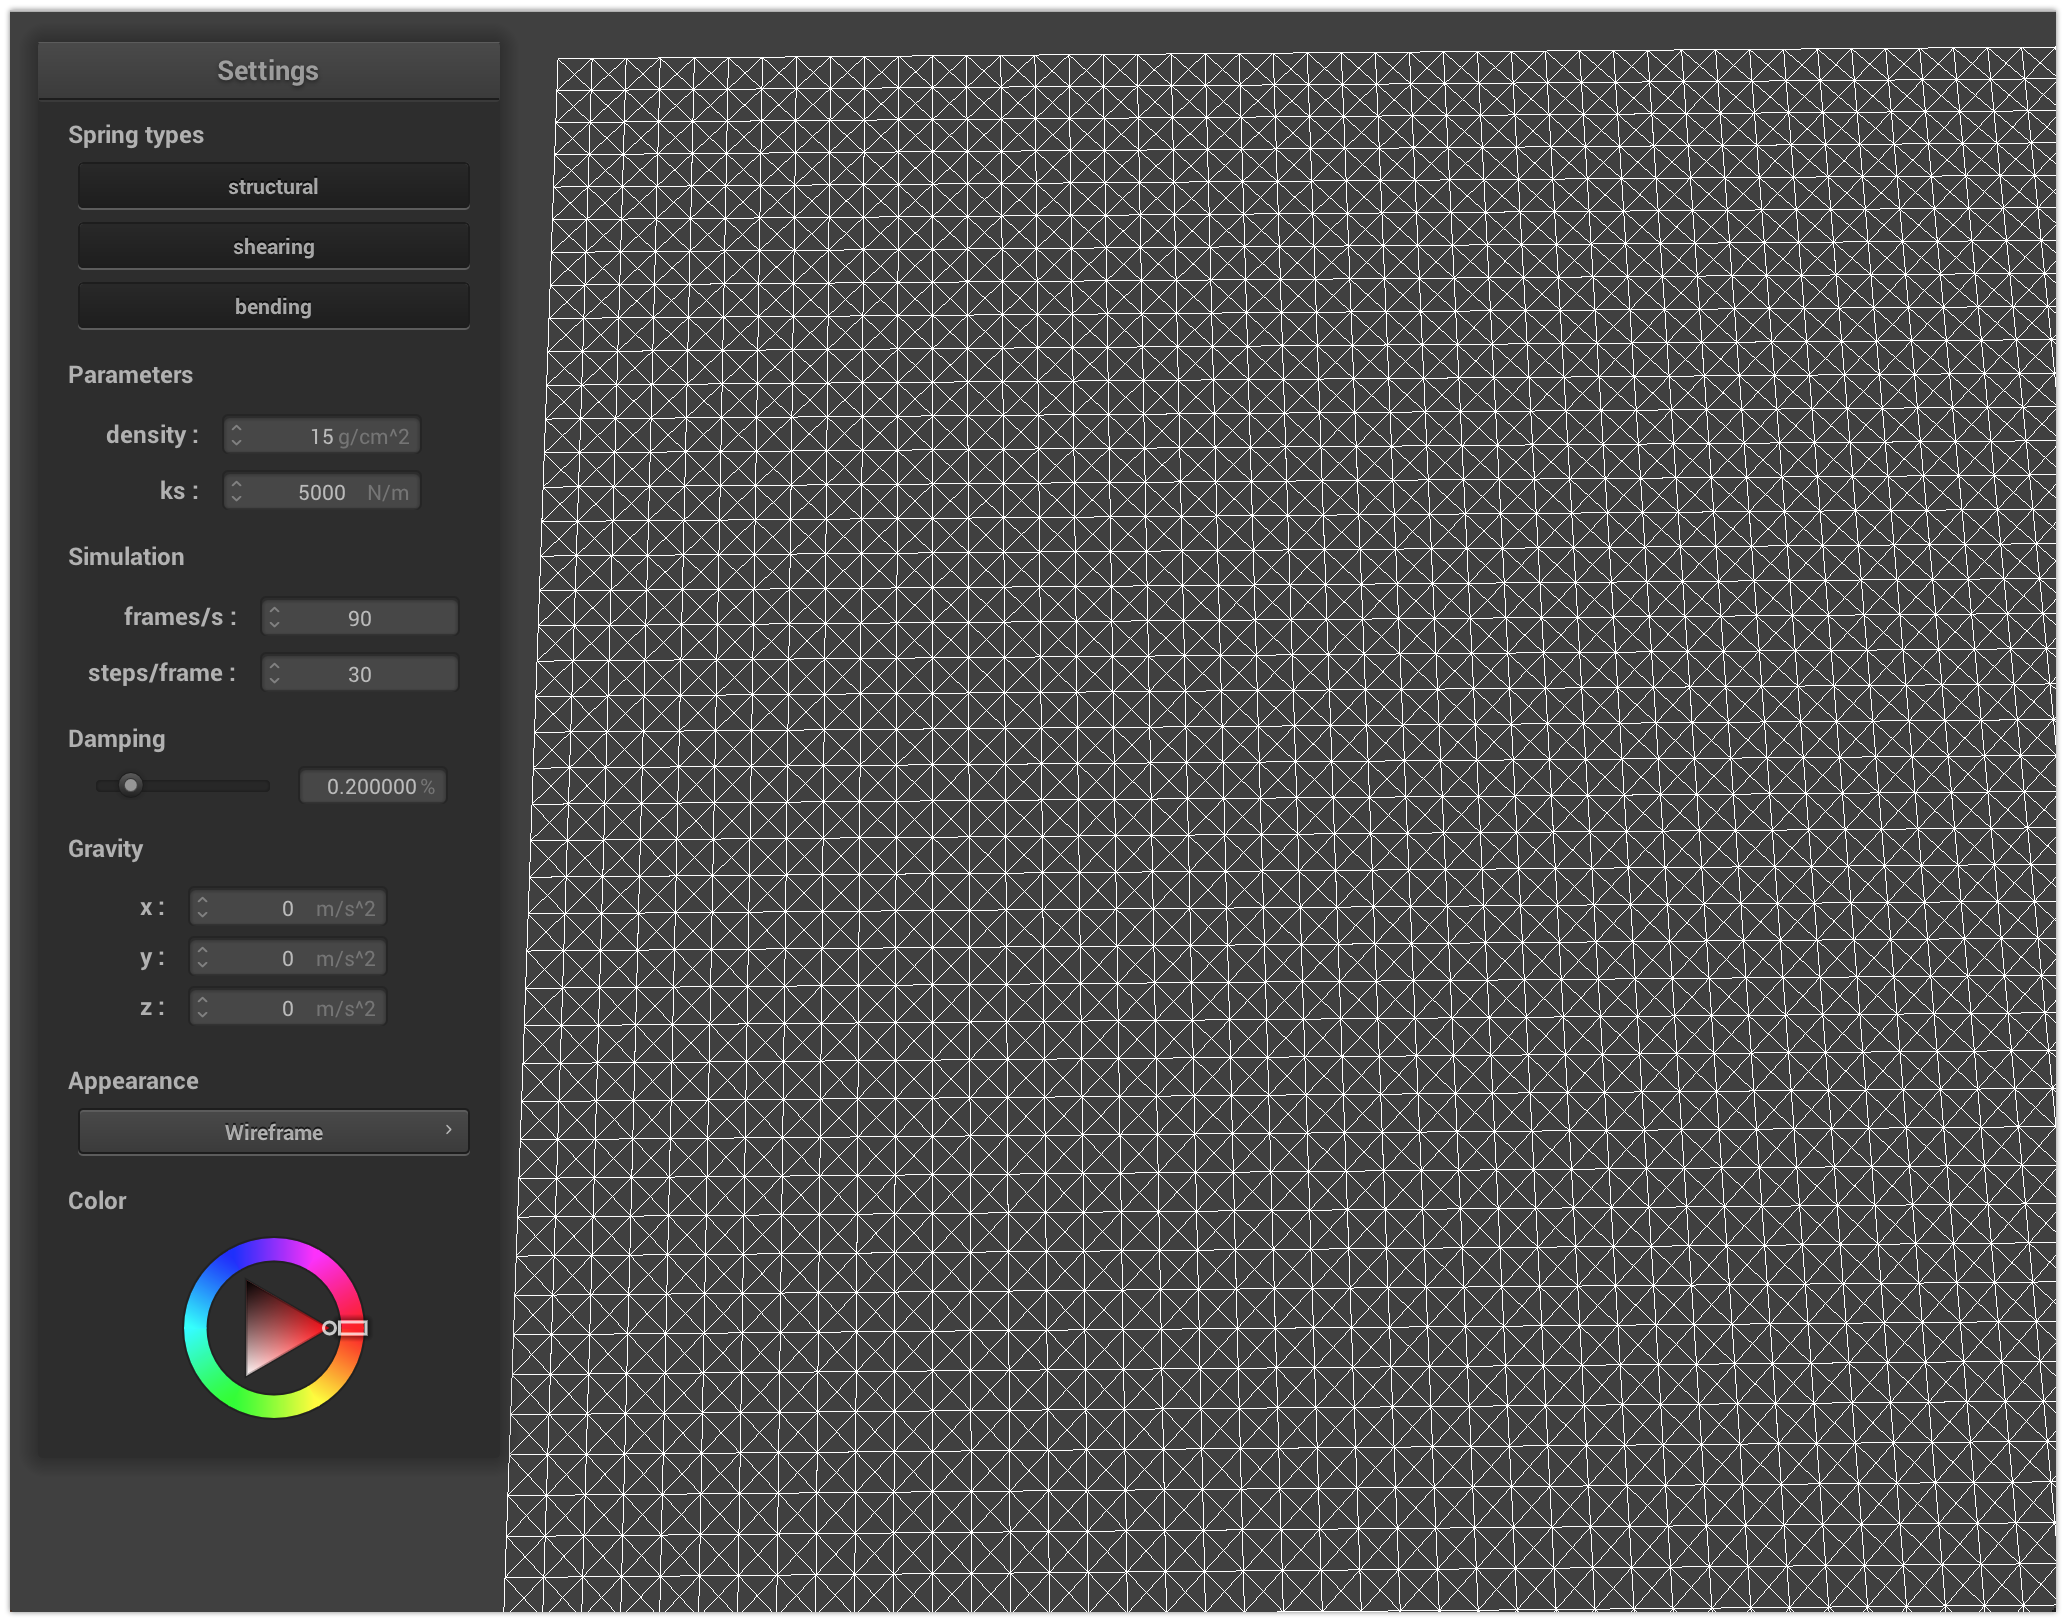 Settings
Spring types
structural
shearing
bending
Parameters
density : 15 g/cm^2
ks : 5000 N/m
Simulation
frames/s : 90
steps/frame : 30
Damping
0.200000 %
Gravity
x : 0 m/s^2
y : 0 m/s^2
z : 0 m/s^2
Appearance
Wireframe
Color